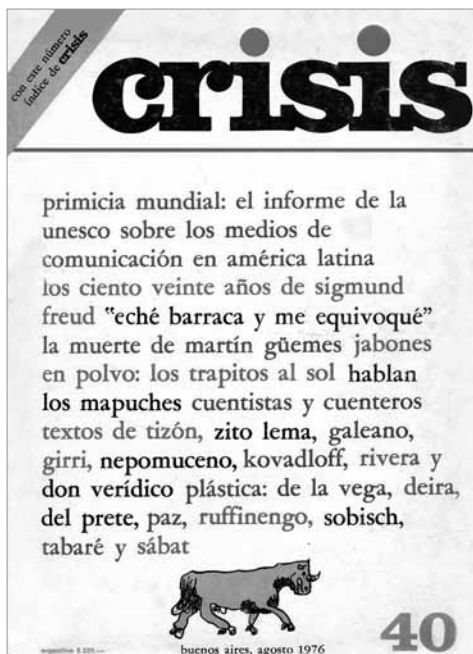 con este número
índice de crisis
crisis
primicia mundial: el informe de la
unesco sobre los medios de
comunicación en américa latina
los ciento veinte años de sigmund
freud "eché barraca y me equivoqué"
la muerte de martín güemes jabones
en polvo: los trapitos al sol hablan
los mapuches cuentistas y cuenteros
textos de tizón, zito lema, galeano,
girri, nepomuceno, kovadloff, rivera y
don verídico plástica: de la vega, deira,
del prete, paz, ruffinengo, sobisch,
tabaré y sábat
buenos aires, agosto 1976
40